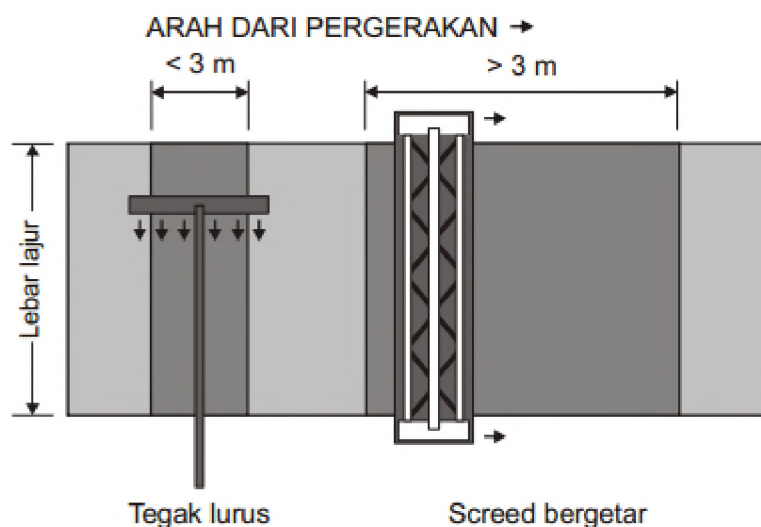 ARAH DARI PERGERAKAN →
< 3 m
> 3 m
Lebar lajur
Tegak lurus
Screed bergetar